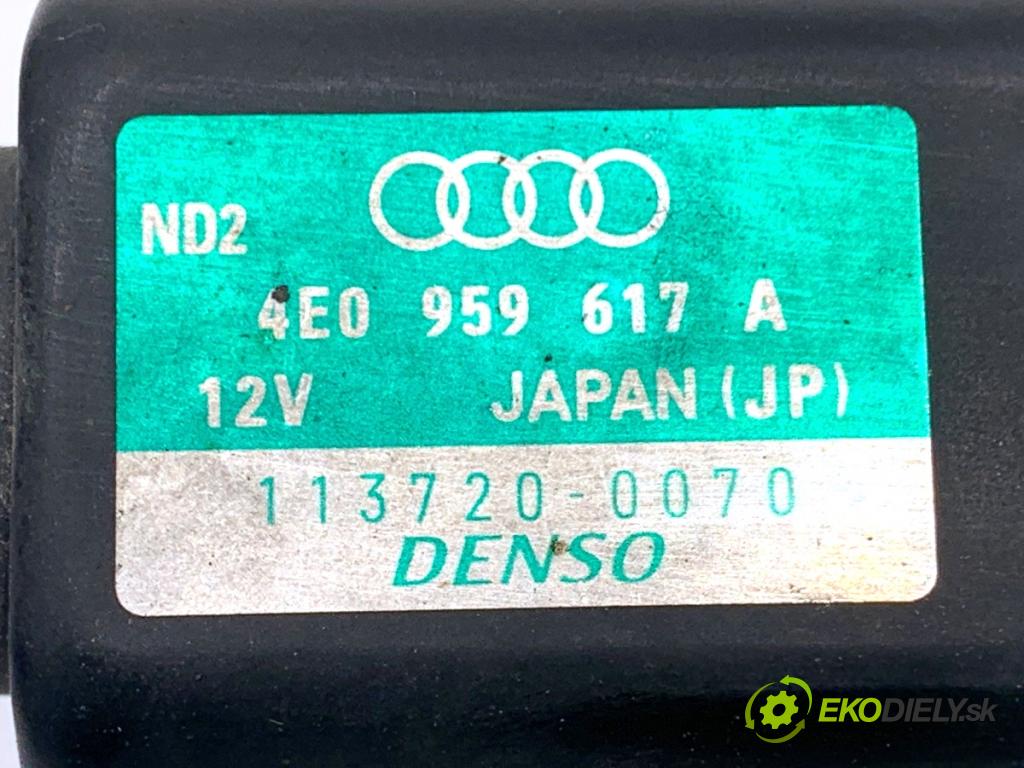 ND2
4E0 959 617 A
12V JAPAN (JP)
113720-0070
DENSO
EKODIELY.sk